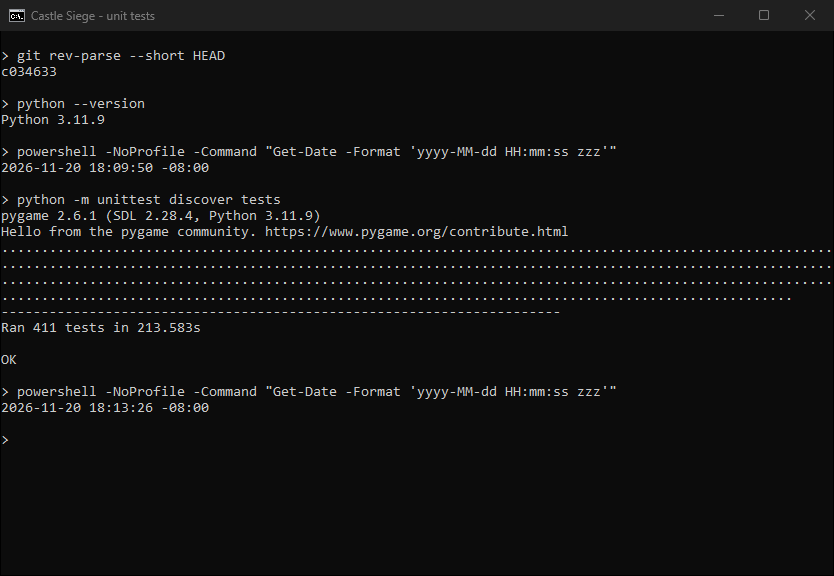 Castle Siege - unit tests
> git rev-parse --short HEAD
c034633
> python --version
Python 3.11.9
> powershell -NoProfile -Command "Get-Date -Format 'yyyy-MM-dd HH:mm:ss zzz'"
2026-11-20 18:09:50 -08:00
> python -m unittest discover tests
pygame 2.6.1 (SDL 2.28.4, Python 3.11.9)
Hello from the pygame community. https://www.pygame.org/contribute.html
........................................................................................................
........................................................................................................
........................................................................................................
...................................................................................................
----------------------------------------------------------------------
Ran 411 tests in 213.583s
OK
> powershell -NoProfile -Command "Get-Date -Format 'yyyy-MM-dd HH:mm:ss zzz'"
2026-11-20 18:13:26 -08:00
>